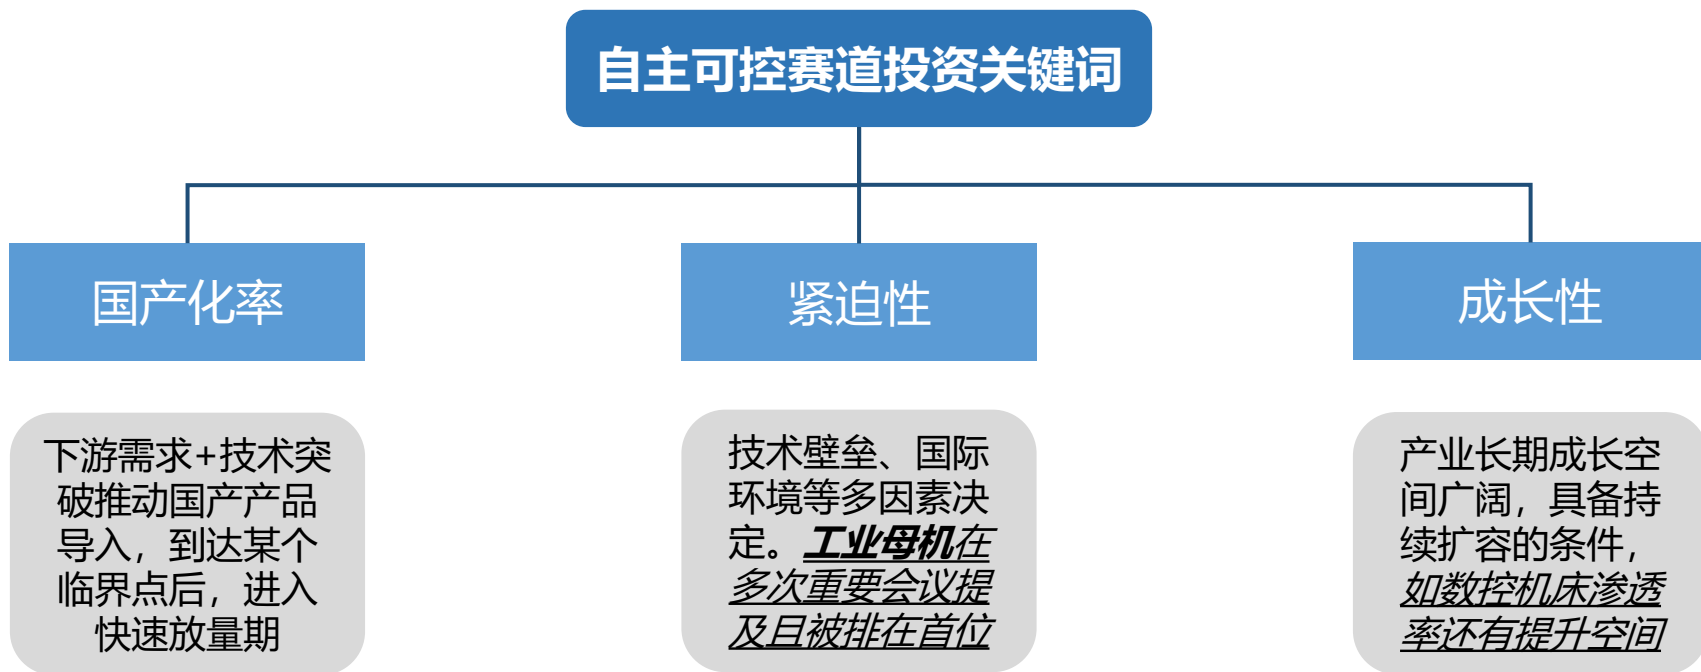 自主可控赛道投资关键词
国产化率
紧迫性
成长性
下游需求+技术突
破推动国产产品
导入，到达某个
临界点后，进入
快速放量期
技术壁垒、国际
环境等多因素决
定。工业母机在
多次重要会议提
及且被排在首位
产业长期成长空
间广阔，具备持
续扩容的条件，
如数控机床渗透
率还有提升空间